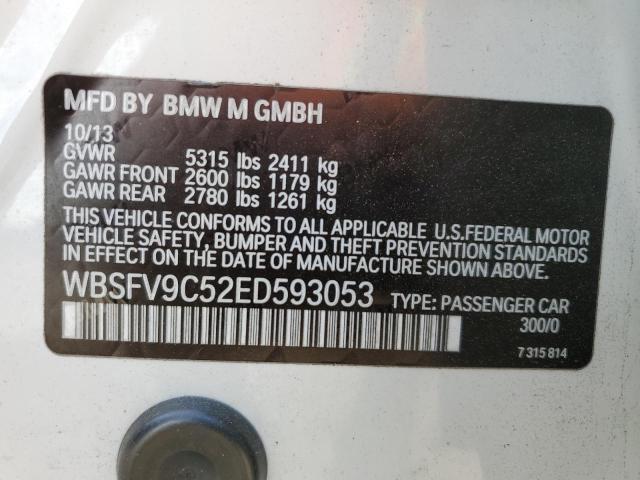 MFD BY BMW M GMBH
10/13
GVWR 5315 lbs 2411 kg
GAWR FRONT 2600 lbs 1179 kg
GAWR REAR 2780 lbs 1261 kg
THIS VEHICLE CONFORMS TO ALL APPLICABLE U.S.FEDERAL MOTOR
VEHICLE SAFETY, BUMPER AND THEFT PREVENTION STANDARDS
IN EFFECT ON THE DATE OF MANUFACTURE SHOWN ABOVE.
WBSFV9C52ED593053 TYPE: PASSENGER CAR
300/0
7 315 814